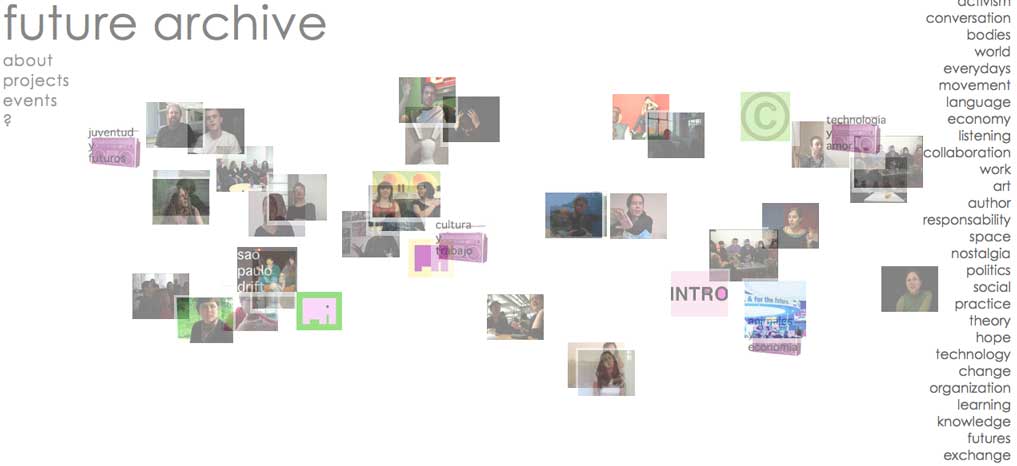 future archive
about
projects
events
?
juventud
y
futuros
sao
paulo
drift
cultura
y
trabajo
©
INTRO
& for the future
economia
technologia
y
amor
activism
conversation
bodies
world
everydays
movement
language
economy
listening
collaboration
work
art
author
responsability
space
nostalgia
politics
social
practice
theory
hope
technology
change
organization
learning
knowledge
futures
exchange